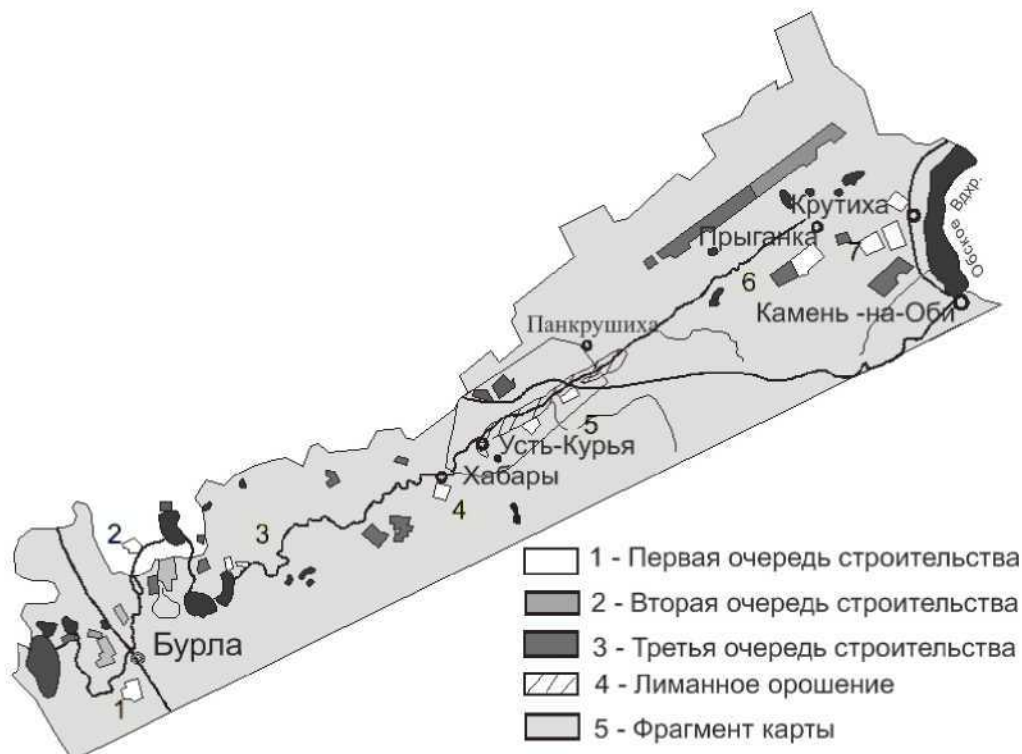 Обское Вдхр.
Крутиха
Прыганка
7
6
Камень -на-Оби
Панкрушиха
5
Усть-Курья
Хабары
4
3
2
Бурла
1
1 - Первая очередь строительства
2 - Вторая очередь строительства
3 - Третья очередь строительства
4 - Лиманное орошение
5 - Фрагмент карты